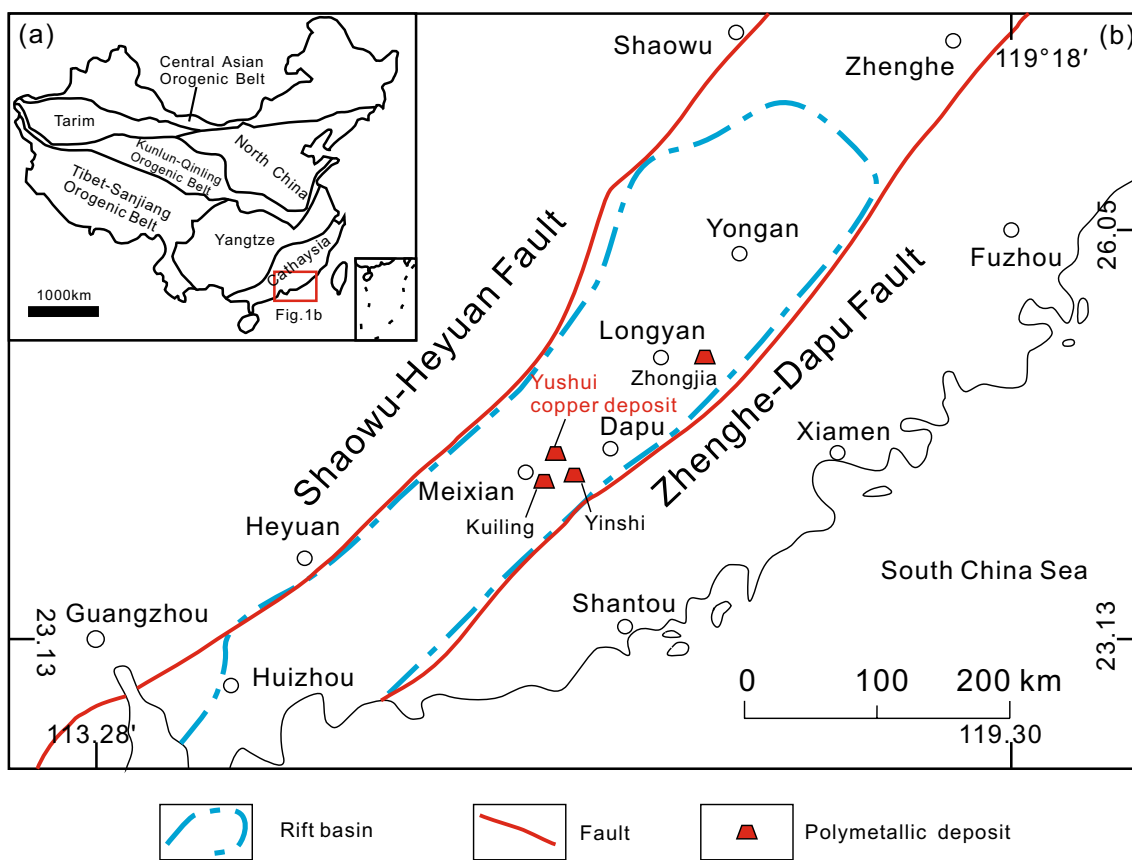 (a)
Central Asian
Orogenic Belt
Tarim
North China
Kunlun-Qinling
Orogenic Belt
Tibet-Sanjiang
Orogenic Belt
Yangtze
Cathaysia
1000km
Fig.1b
(b)
Shaowu
Zhenghe
119°18′
Yongan
Fuzhou
26.05
Shaowu-Heyuan Fault
Longyan
Zhongjia
Yushui
copper deposit
Dapu
Zhenghe-Dapu Fault
Xiamen
Meixian
Kuiling
Yinshi
Heyuan
South China Sea
Guangzhou
Shantou
23.13
23.13
Huizhou
0 100 200 km
113.28′
119.30
Rift basin
Fault
Polymetallic deposit